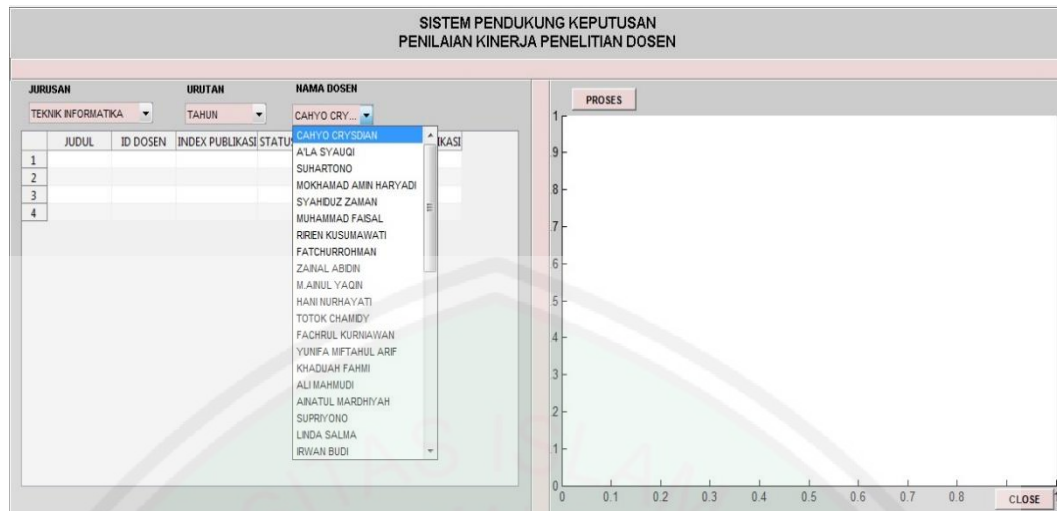 SISTEM PENDUKUNG KEPUTUSAN
PENILAIAN KINERJA PENELITIAN DOSEN
JURUSAN URUTAN NAMA DOSEN
TEKNIK INFORMATIKA TAHUN CAHYO CRY...
JUDUL ID DOSEN INDEX PUBLIKASI STATUS IKASI
1
2
3
4
CAHYO CRYSDIAN
A'LA SYAUQI
SUHARTONO
MOKHAMAD AMIN HARYADI
SYAHIDUZ ZAMAN
MUHAMMAD FAISAL
RIRIEN KUSUMAWATI
FATCHURROHMAN
ZAINAL ABIDIN
M.AINUL YAQIN
HANI NURHAYATI
TOTOK CHAMIDY
FACHRUL KURNIAWAN
YUNIFA MIFTAHUL ARIF
KHADUAH FAHMI
ALI MAHMUDI
AINATUL MARDHIYAH
SUPRIYONO
LINDA SALMA
IRWAN BUDI
PROSES
1
.9
.8
.7
.6
.5
.4
.3
.2
.1
0
0 0.1 0.2 0.3 0.4 0.5 0.6 0.7 0.8
CLOSE
ITAS ISLAM